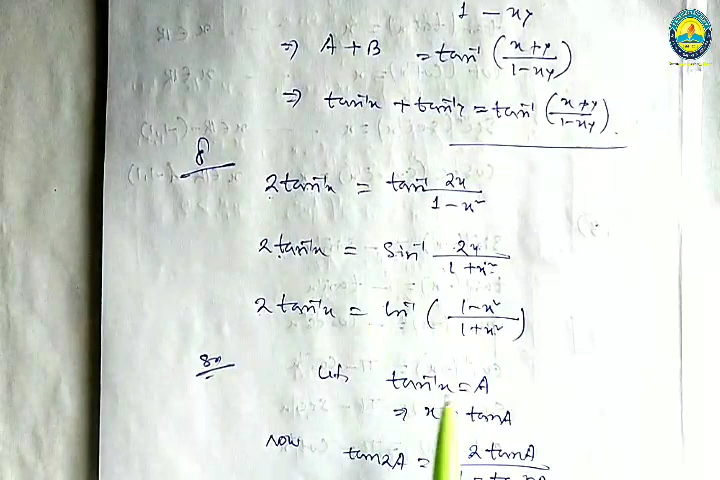 1 - xy
⇒ A + B = tan⁻¹ (x+y / 1-xy)
⇒ tan⁻¹x + tan⁻¹y = tan⁻¹ (x+y / 1-xy).
8
2tan⁻¹x = tan⁻¹ 2x / 1-x²
2tan⁻¹x = Sin⁻¹ 2x / 1+x²
2tan⁻¹x = Cos⁻¹ (1-x² / 1+x²)
Sol
Let tan⁻¹x = A
⇒ x = tanA
Now tan2A = 2tanA